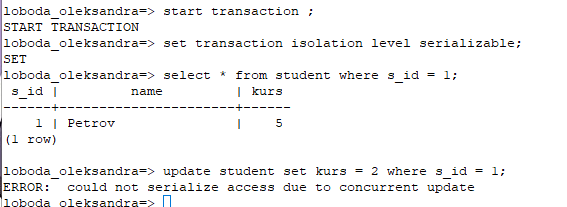 loboda_oleksandra=> start transaction ;
START TRANSACTION
loboda_oleksandra=> set transaction isolation level serializable;
SET
loboda_oleksandra=> select * from student where s_id = 1;
 s_id |         name         | kurs
------+----------------------+------
    1 | Petrov               |    5
(1 row)
loboda_oleksandra=> update student set kurs = 2 where s_id = 1;
ERROR:  could not serialize access due to concurrent update
loboda_oleksandra=>